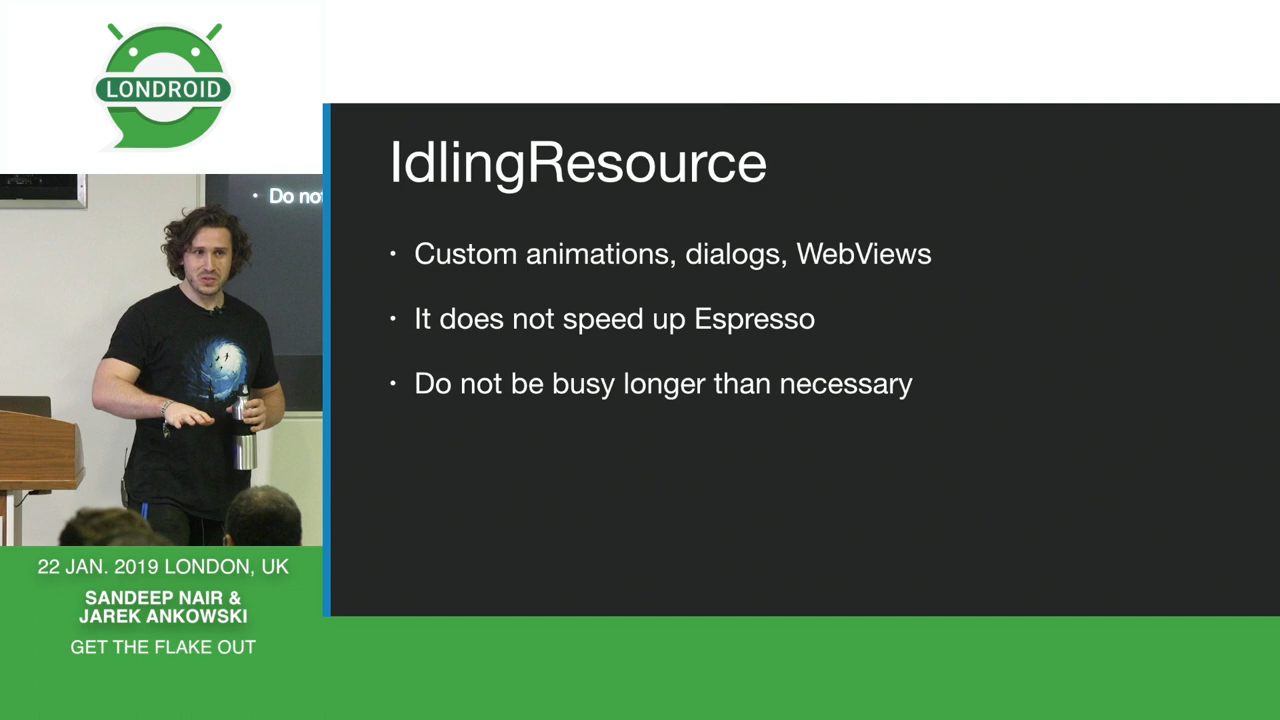 LONDROID
• Do not
22 JAN. 2019 LONDON, UK
SANDEEP NAIR &
JAREK ANKOWSKI
GET THE FLAKE OUT
IdlingResource
• Custom animations, dialogs, WebViews
• It does not speed up Espresso
• Do not be busy longer than necessary